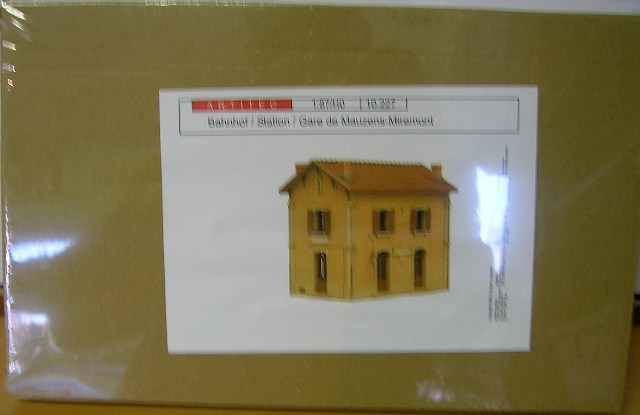 ARTITEC 1:87/H0 10.227
Bahnhof / Station / Gare de Mauzens-Miremont